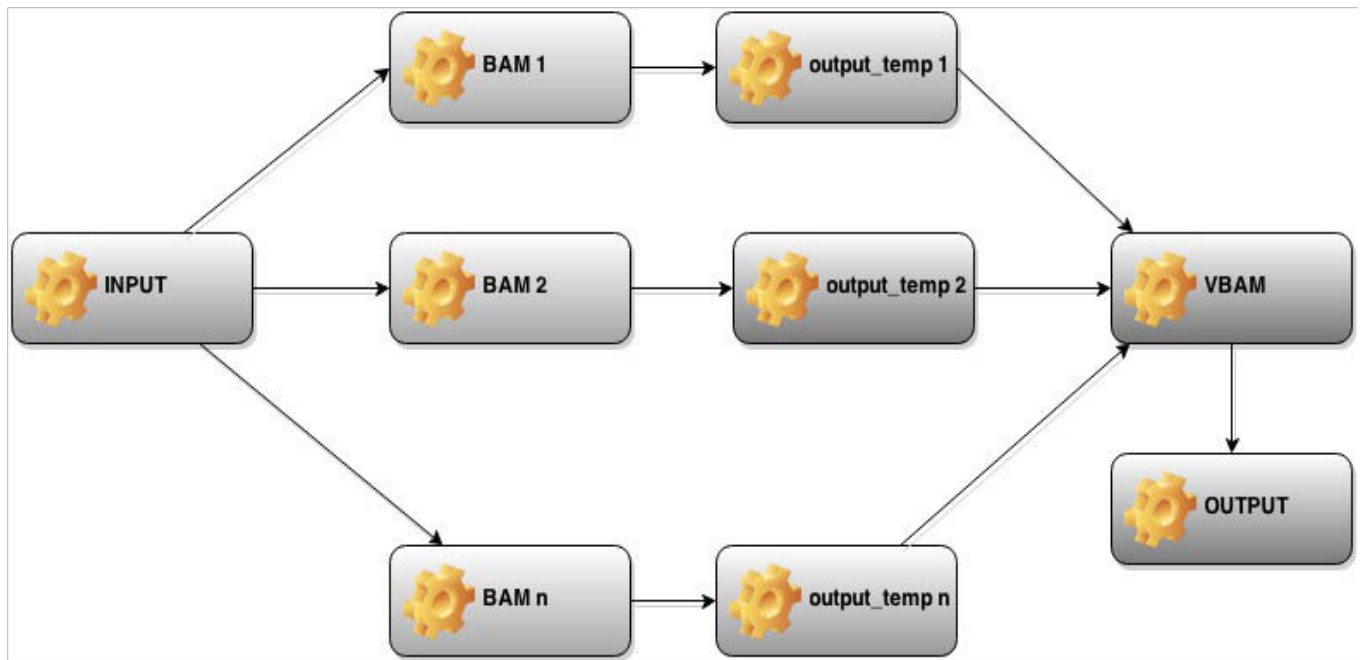 BAM 1
output_temp 1
INPUT
BAM 2
output_temp 2
VBAM
OUTPUT
BAM n
output_temp n